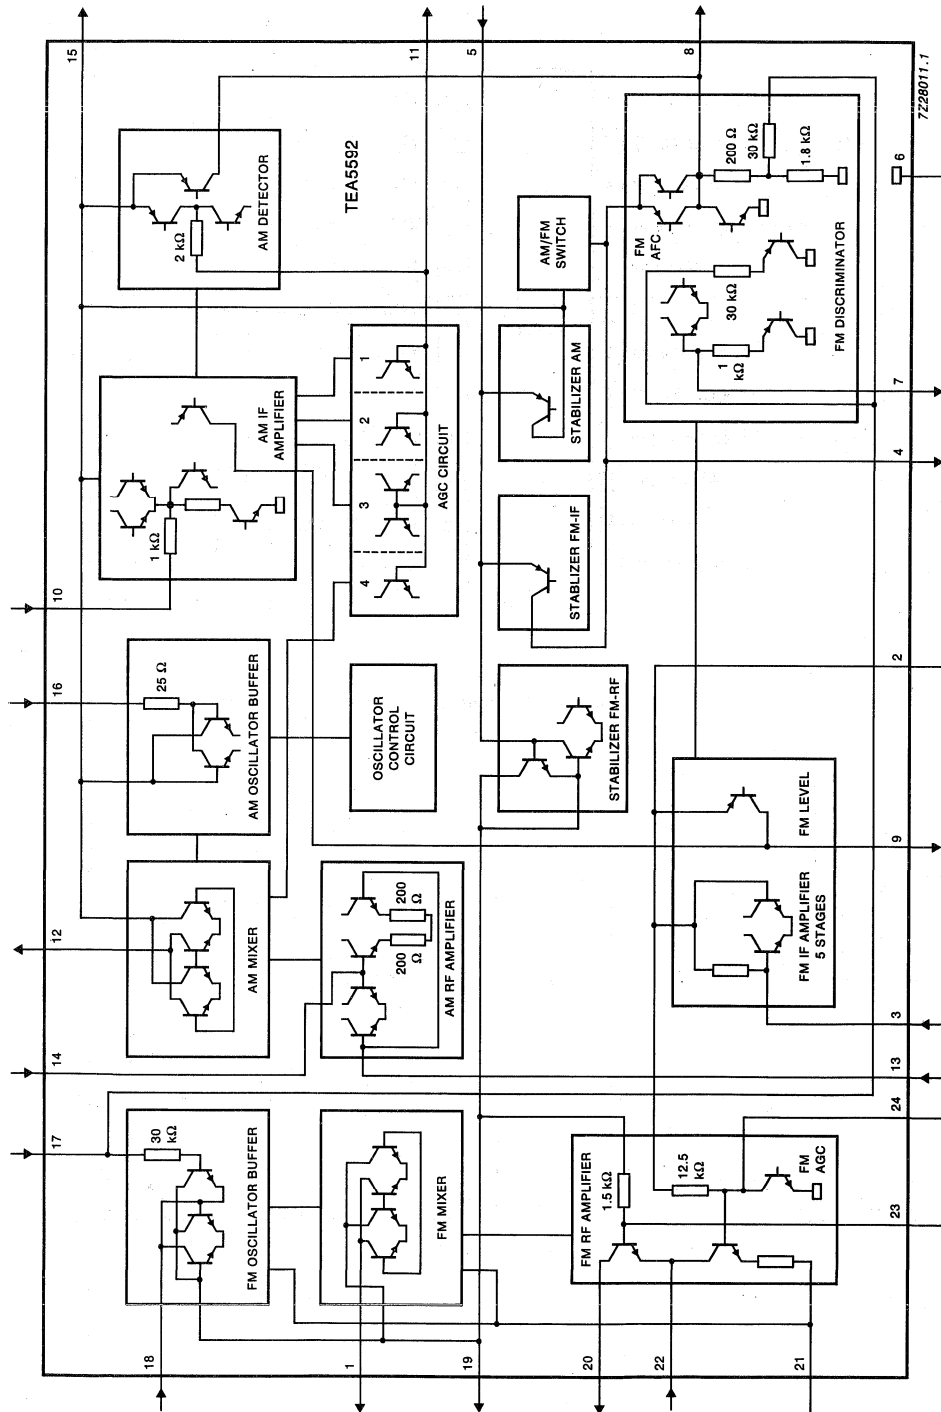 15
11
5
8
7Z28011.1
TEA5592
AM DETECTOR
2 kΩ
AM/FM
SWITCH
FM
AFC
200 Ω
30 kΩ
1.8 kΩ
6
30 kΩ
1
kΩ
FM DISCRIMINATOR
7
4
AM IF
AMPLIFIER
1 kΩ
10
1
2
3
4
AGC CIRCUIT
STABILIZER AM
STABLIZER FM-IF
STABILIZER FM-RF
16
25 Ω
AM OSCILLATOR BUFFER
OSCILLATOR
CONTROL
CIRCUIT
2
FM LEVEL
9
FM IF AMPLIFIER
5 STAGES
3
12
AM MIXER
200
Ω
200
Ω
AM RF AMPLIFIER
14
13
24
17
30
kΩ
FM OSCILLATOR BUFFER
FM MIXER
FM RF AMPLIFIER
1.5 kΩ
12.5
kΩ
FM
AGC
23
18
1
19
20
22
21